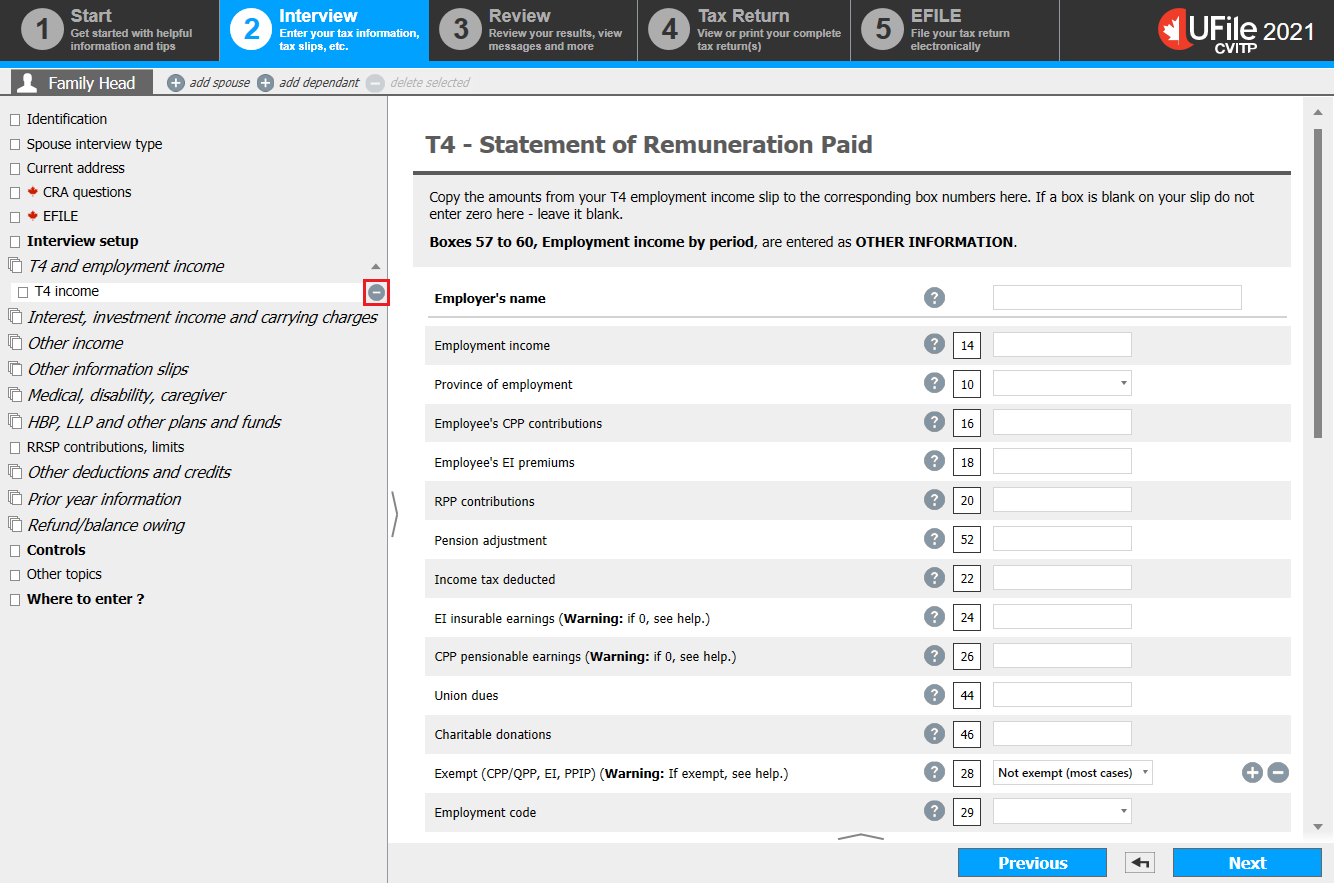 1
Start
Get started with helpful
information and tips
2
Interview
Enter your tax information,
tax slips, etc.
3
Review
Review your results, view
messages and more
4
Tax Return
View or print your complete
tax return(s)
5
EFILE
File your tax return
electronically
UFile 2021
CVITP
Family Head
add spouse
add dependant
delete selected
Identification
Spouse interview type
Current address
CRA questions
EFILE
Interview setup
T4 and employment income
T4 income
Interest, investment income and carrying charges
Other income
Other information slips
Medical, disability, caregiver
HBP, LLP and other plans and funds
RRSP contributions, limits
Other deductions and credits
Prior year information
Refund/balance owing
Controls
Other topics
Where to enter ?
T4 - Statement of Remuneration Paid
Copy the amounts from your T4 employment income slip to the corresponding box numbers here. If a box is blank on your slip do not
enter zero here - leave it blank.
Boxes 57 to 60, Employment income by period, are entered as OTHER INFORMATION.
Employer's name ?
Employment income ? 14
Province of employment ? 10
Employee's CPP contributions ? 16
Employee's EI premiums ? 18
RPP contributions ? 20
Pension adjustment ? 52
Income tax deducted ? 22
EI insurable earnings (Warning: if 0, see help.) ? 24
CPP pensionable earnings (Warning: if 0, see help.) ? 26
Union dues ? 44
Charitable donations ? 46
Exempt (CPP/QPP, EI, PPIP) (Warning: If exempt, see help.) ? 28 Not exempt (most cases)
Employment code ? 29
Previous
Next